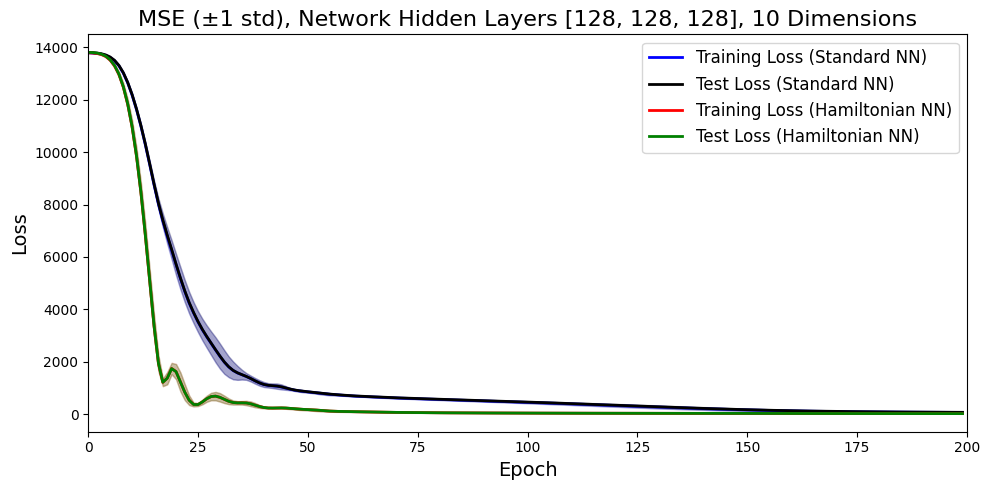 MSE (±1 std), Network Hidden Layers [128, 128, 128], 10 Dimensions
Training Loss (Standard NN)
Test Loss (Standard NN)
Training Loss (Hamiltonian NN)
Test Loss (Hamiltonian NN)
Loss
14000
12000
10000
8000
6000
4000
2000
0
0 25 50 75 100 125 150 175 200
Epoch